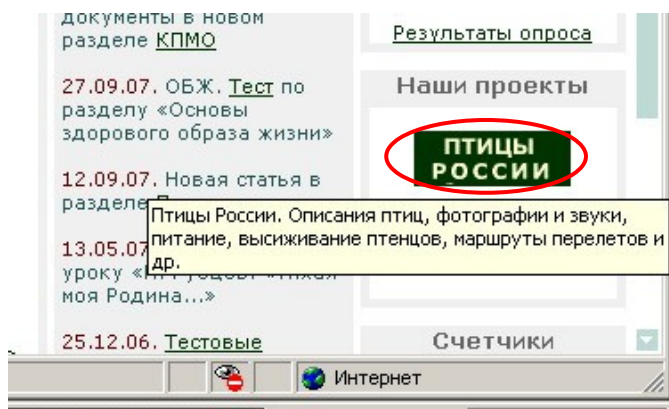 документы в новом
разделе КПМО
27.09.07. ОБЖ. Тест по
разделу «Основы
здорового образа жизни»
12.09.07. Новая статья в
разделе
13.05.07
уроку
моя Родина...»
25.12.06. Тестовые
Результаты опроса
Наши проекты
ПТИЦЫ
РОССИИ
Птицы России. Описания птиц, фотографии и звуки,
питание, высиживание птенцов, маршруты перелетов и
др.
Счетчики
Интернет